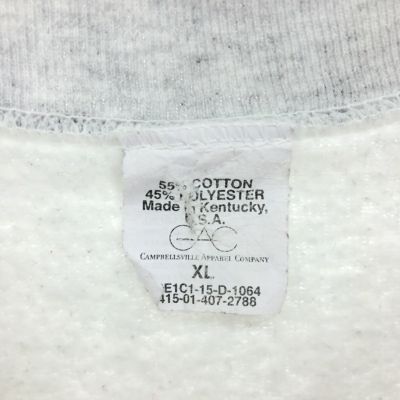 55% COTTON
45% POLYESTER
Made in Kentucky,
U.S.A.
CAC
CAMPBELLSVILLE APPAREL COMPANY
XL
E1C1-15-D-1064
415-01-407-2788